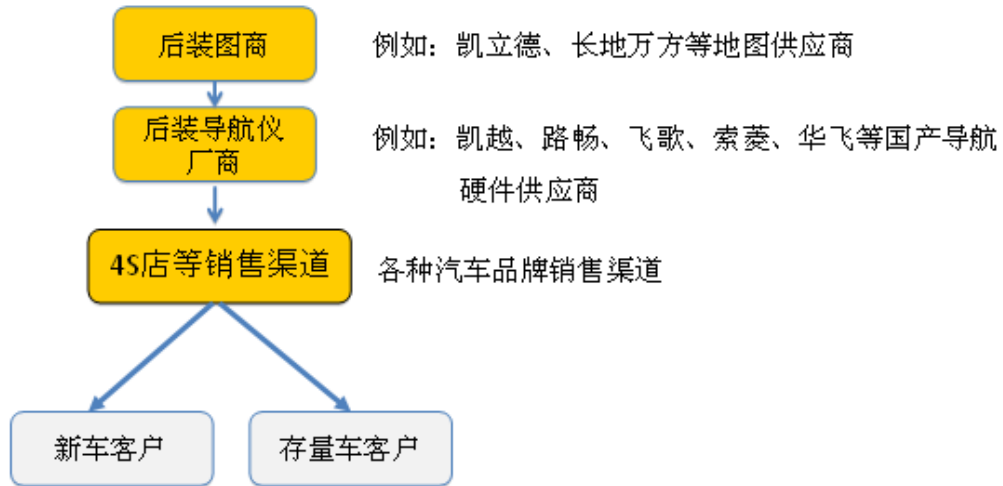 后装图商
例如：凯立德、长地万方等地图供应商
后装导航仪
厂商
例如：凯越、路畅、飞歌、索菱、华飞等国产导航
硬件供应商
4S店等销售渠道
各种汽车品牌销售渠道
新车客户
存量车客户